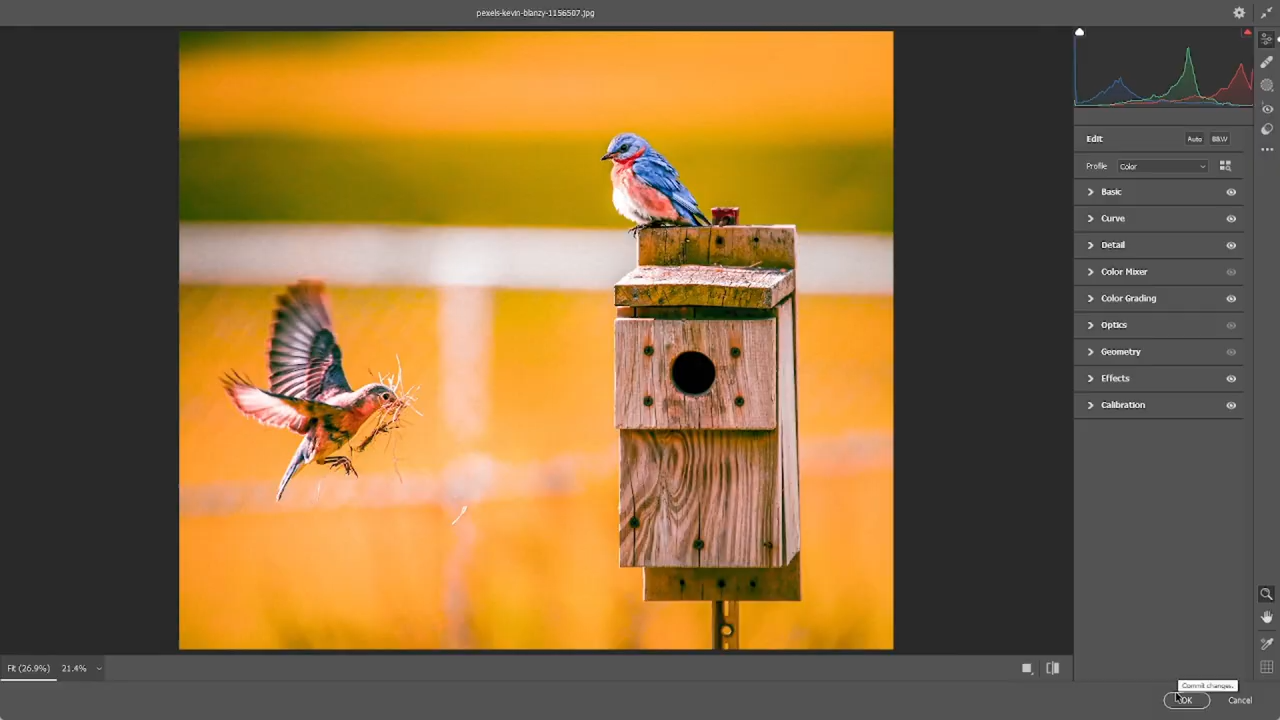 pexels-kevin-blanzy-1156507.jpg
Edit Auto B&W
Profile Color
Basic
Curve
Detail
Color Mixer
Color Grading
Optics
Geometry
Effects
Calibration
Fit (26.9%) 21.4%
Commit changes.
OK Cancel